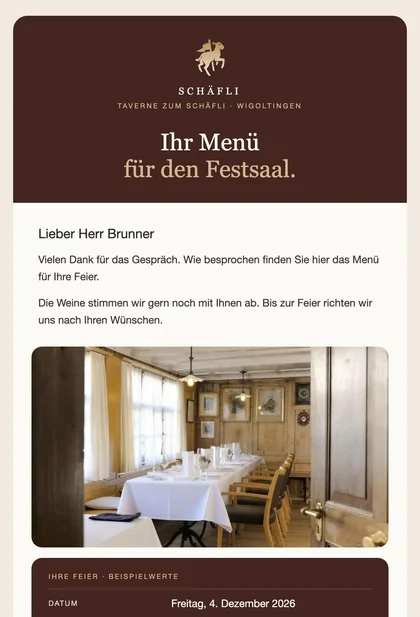 SCHÄFLI
TAVERNE ZUM SCHÄFLI · WIGOLTINGEN
Ihr Menü
für den Festsaal.
Lieber Herr Brunner
Vielen Dank für das Gespräch. Wie besprochen finden Sie hier das Menü
für Ihre Feier.
Die Weine stimmen wir gern noch mit Ihnen ab. Bis zur Feier richten wir
uns nach Ihren Wünschen.
IHRE FEIER · BEISPIELWERTE
DATUM Freitag, 4. Dezember 2026